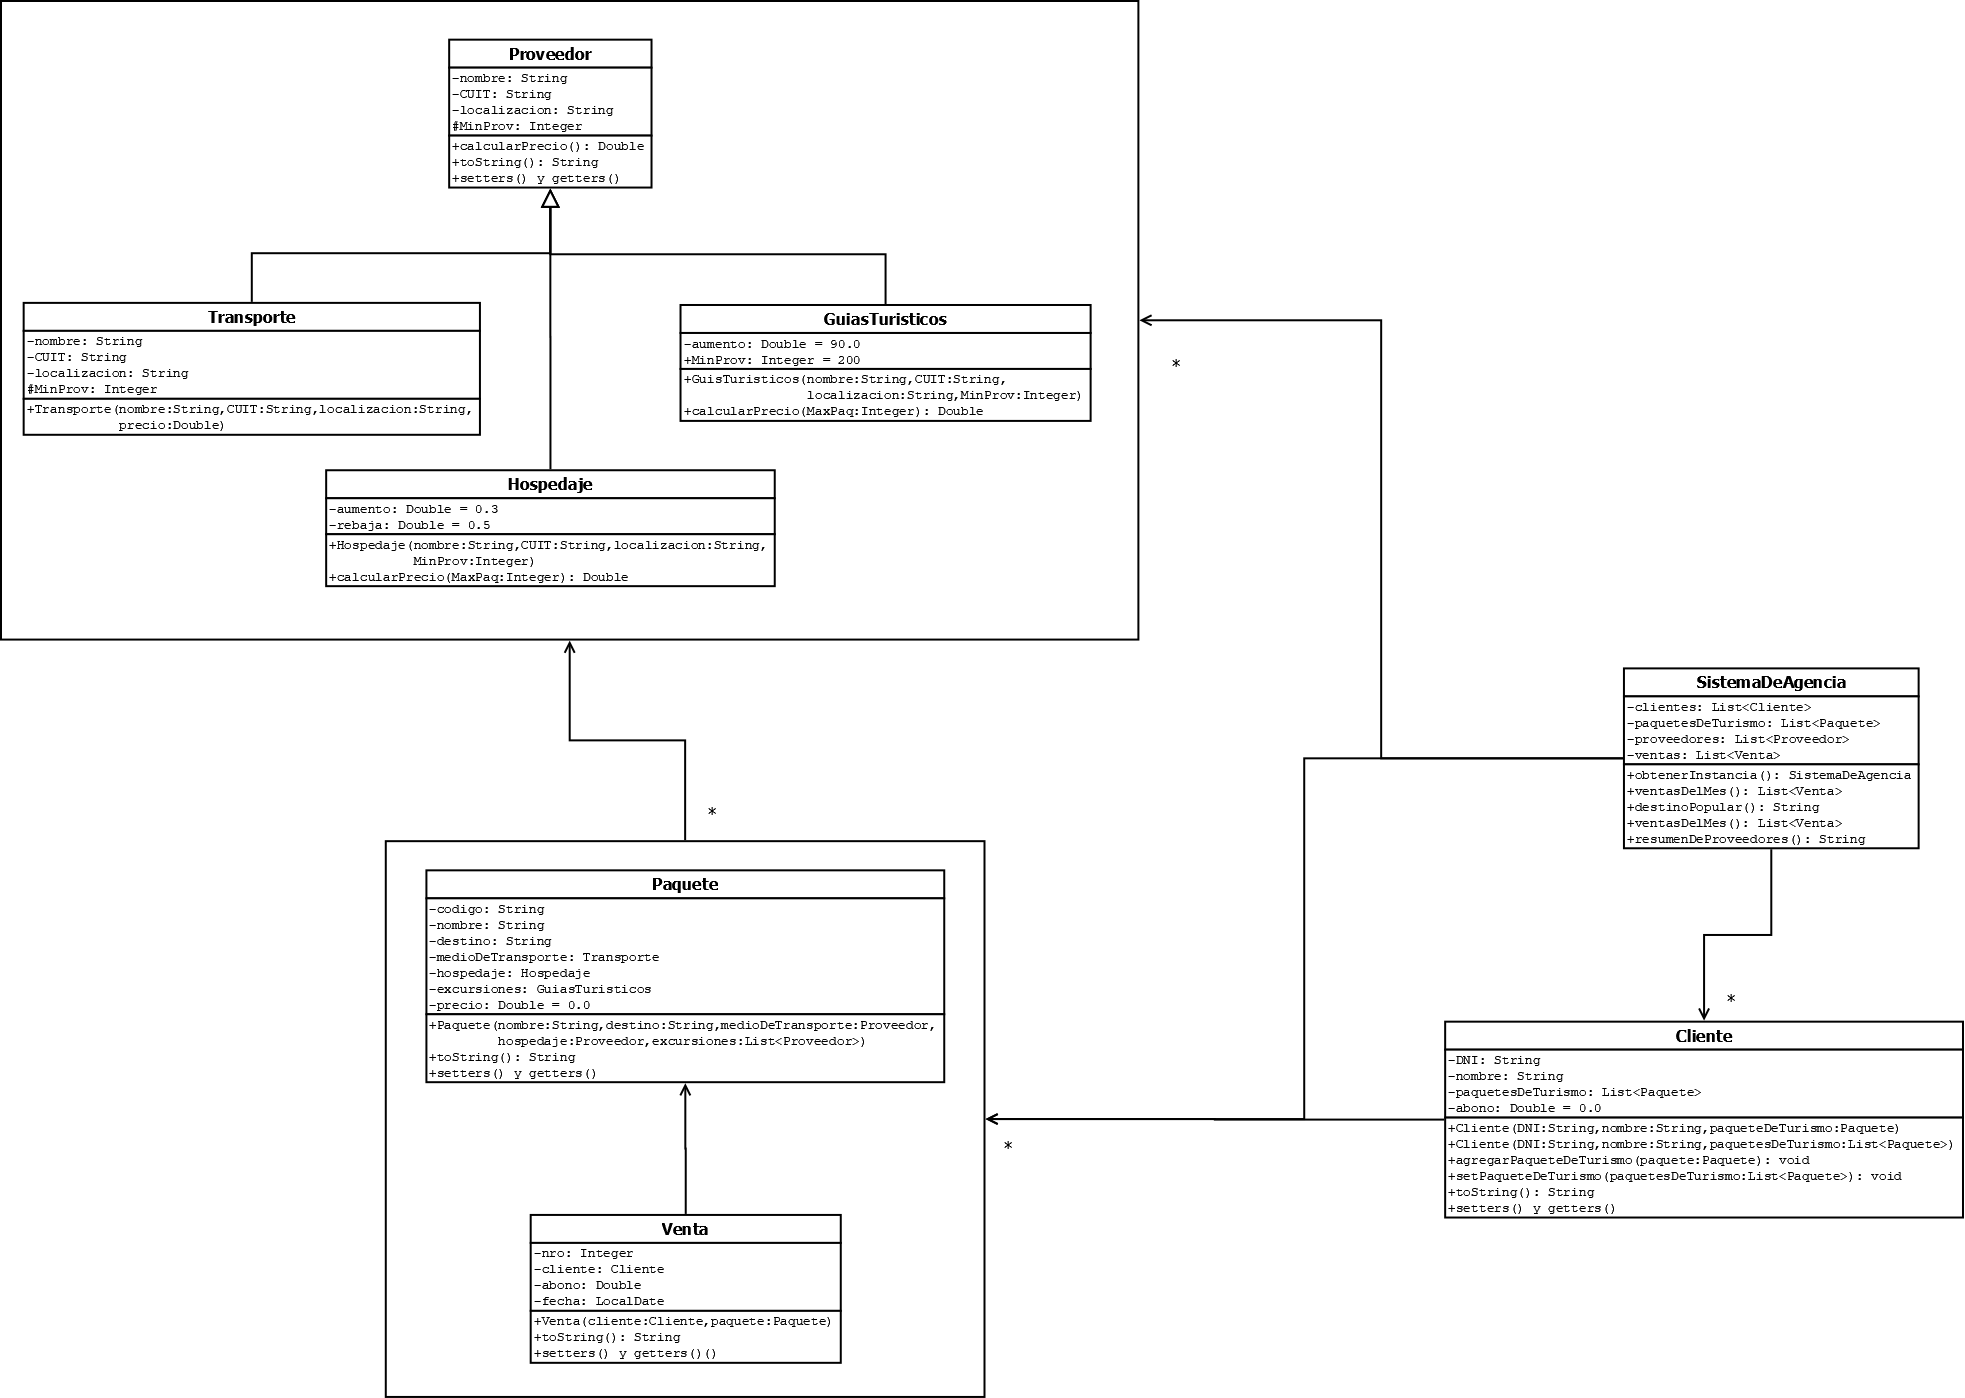 Proveedor
-nombre: String
-CUIT: String
-localizacion: String
#MinProv: Integer
+calcularPrecio(): Double
+toString(): String
+setters() y getters()
Transporte
-nombre: String
-CUIT: String
-localizacion: String
#MinProv: Integer
+Transporte(nombre:String,CUIT:String,localizacion:String,
precio:Double)
GuiasTuristicos
-aumento: Double = 90.0
+MinProv: Integer = 200
+GuisTuristicos(nombre:String,CUIT:String,
localizacion:String,MinProv:Integer)
+calcularPrecio(MaxPaq:Integer): Double
*
Hospedaje
-aumento: Double = 0.3
-rebaja: Double = 0.5
+Hospedaje(nombre:String,CUIT:String,localizacion:String,
MinProv:Integer)
+calcularPrecio(MaxPaq:Integer): Double
SistemaDeAgencia
-clientes: List<Cliente>
-paquetesDeTurismo: List<Paquete>
-proveedores: List<Proveedor>
-ventas: List<Venta>
+obtenerInstancia(): SistemaDeAgencia
+ventasDelMes(): List<Venta>
+destinoPopular(): String
+ventasDelMes(): List<Venta>
+resumenDeProveedores(): String
*
Paquete
-codigo: String
-nombre: String
-destino: String
-medioDeTransporte: Transporte
-hospedaje: Hospedaje
-excursiones: GuiasTuristicos
-precio: Double = 0.0
+Paquete(nombre:String,destino:String,medioDeTransporte:Proveedor,
hospedaje:Proveedor,excursiones:List<Proveedor>)
+toString(): String
+setters() y getters()
*
Cliente
-DNI: String
-nombre: String
-paquetesDeTurismo: List<Paquete>
-abono: Double = 0.0
+Cliente(DNI:String,nombre:String,paqueteDeTurismo:Paquete)
+Cliente(DNI:String,nombre:String,paquetesDeTurismo:List<Paquete>)
+agregarPaqueteDeTurismo(paquete:Paquete): void
+setPaqueteDeTurismo(paquetesDeTurismo:List<Paquete>): void
+toString(): String
+setters() y getters()
*
Venta
-nro: Integer
-cliente: Cliente
-abono: Double
-fecha: LocalDate
+Venta(cliente:Cliente,paquete:Paquete)
+toString(): String
+setters() y getters()()